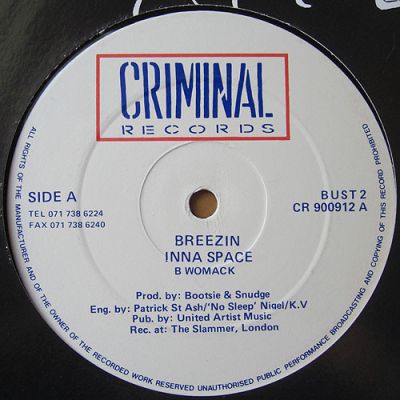 CRIMINAL
RECORDS
SIDE A
TEL 071 738 6224
FAX 071 738 6240
BUST 2
CR 900912 A
BREEZIN
INNA SPACE
B WOMACK
Prod. by: Bootsie & Snudge
Eng. by: Patrick St Ash/'No Sleep' Nigel/K.V
Pub. by: United Artist Music
Rec. at: The Slammer, London
ALL RIGHTS OF THE MANUFACTURER AND OF THE OWNER OF THE RECORDED WORK RESERVED UNAUTHORISED PUBLIC PERFORMANCE BROADCASTING AND COPYING OF THIS RECORD PROHIBITED